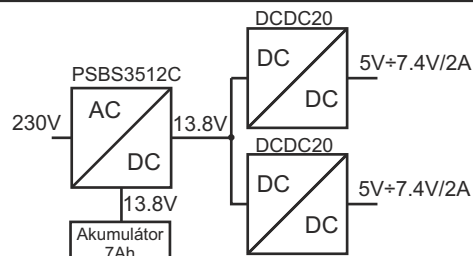 DCDC20
DC
DC
5V÷7.4V/2A
PSBS3512C
AC
DC
230V
13.8V
DCDC20
DC
DC
5V÷7.4V/2A
13.8V
Akumulátor
7Ah